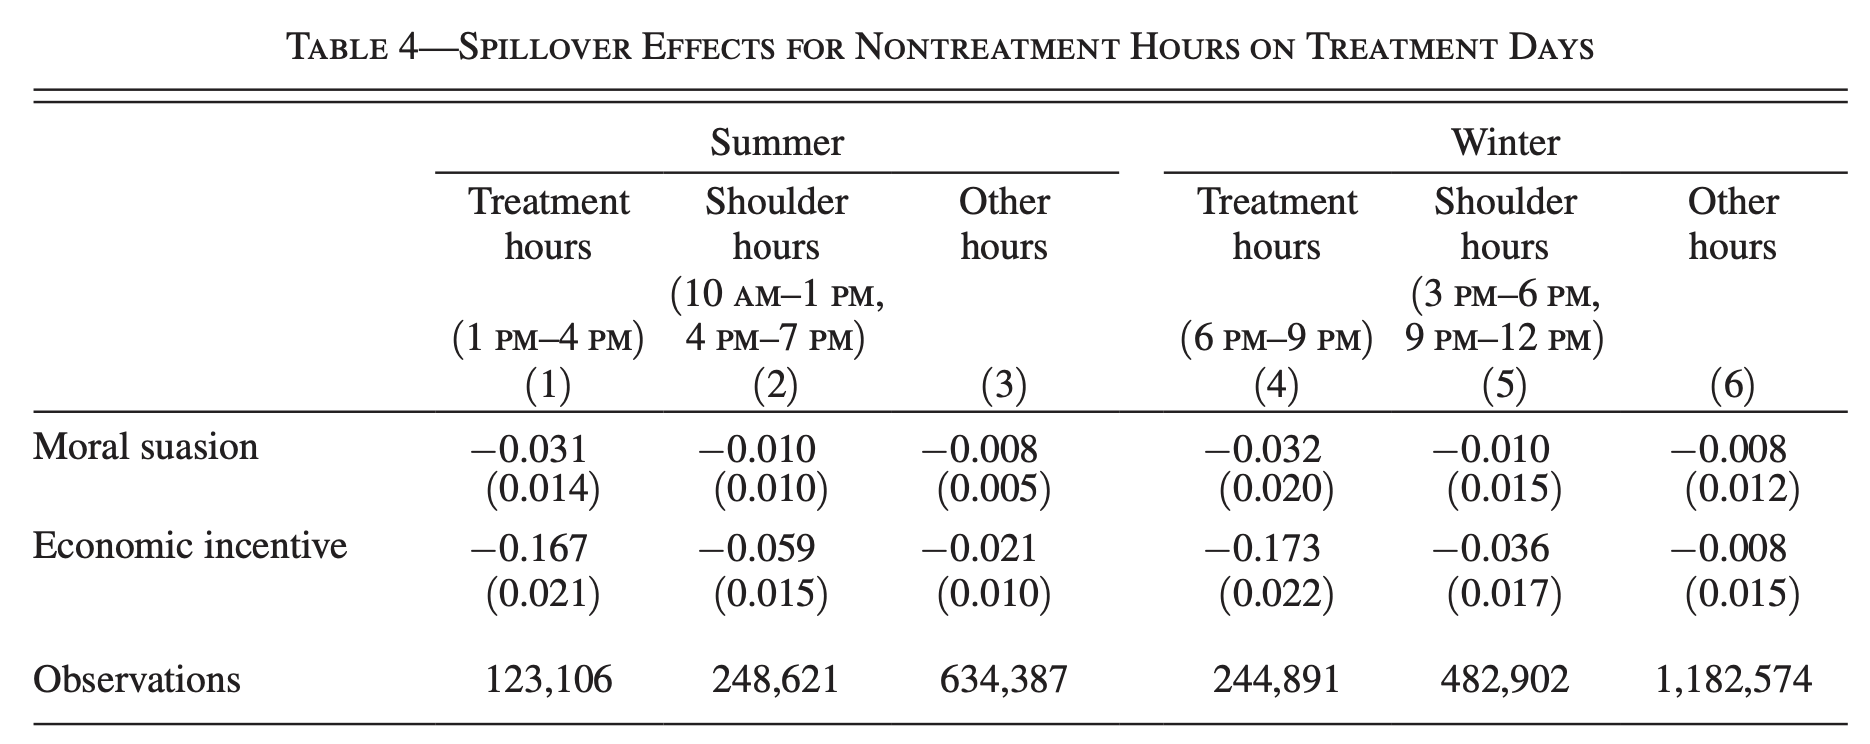 TABLE 4—SPILLOVER EFFECTS FOR NONTREATMENT HOURS ON TREATMENT DAYS
Summer Winter
Treatment Shoulder Other Treatment Shoulder Other
hours hours hours hours hours hours
(10 AM–1 PM, (3 PM–6 PM,
(1 PM–4 PM) 4 PM–7 PM) (6 PM–9 PM) 9 PM–12 PM)
(1) (2) (3) (4) (5) (6)
Moral suasion −0.031 −0.010 −0.008 −0.032 −0.010 −0.008
(0.014) (0.010) (0.005) (0.020) (0.015) (0.012)
Economic incentive −0.167 −0.059 −0.021 −0.173 −0.036 −0.008
(0.021) (0.015) (0.010) (0.022) (0.017) (0.015)
Observations 123,106 248,621 634,387 244,891 482,902 1,182,574